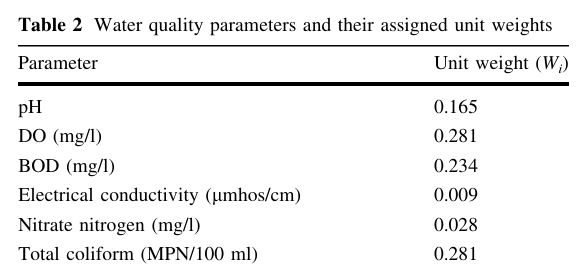 Table 2 Water quality parameters and their assigned unit weights
Parameter Unit weight (Wi)
pH 0.165
DO (mg/l) 0.281
BOD (mg/l) 0.234
Electrical conductivity (μmhos/cm) 0.009
Nitrate nitrogen (mg/l) 0.028
Total coliform (MPN/100 ml) 0.281